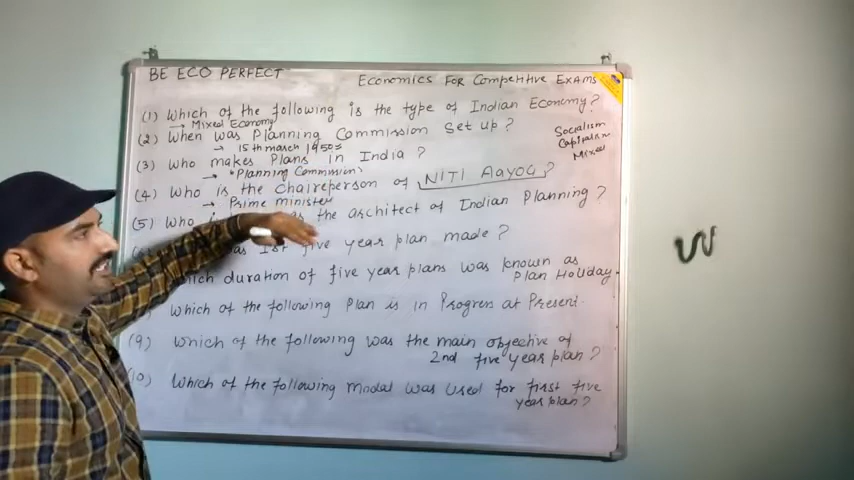 BE ECO PERFECT
Economics For Competitive Exams
(1) Which of the following is the type of Indian Economy?
→ Mixed Economy
(2) When was Planning Commission set up?
→ 15th march 1950
Socialism
Capitalism
Mixed
(3) Who makes Plans in India?
→ "Planning Commission"
(4) Who is the Chaireperson of NITI Aayog?
→ Prime minister
(5) Who the architect of Indian Planning?
1st five year plan made?
duration of five year plans was known as
Plan Holiday.
Which of the following Plan is in Progress at Present.
(9) Which of the following was the main objective of
2nd five year plan?
(10) Which of the following modal was used for first five
year plan?